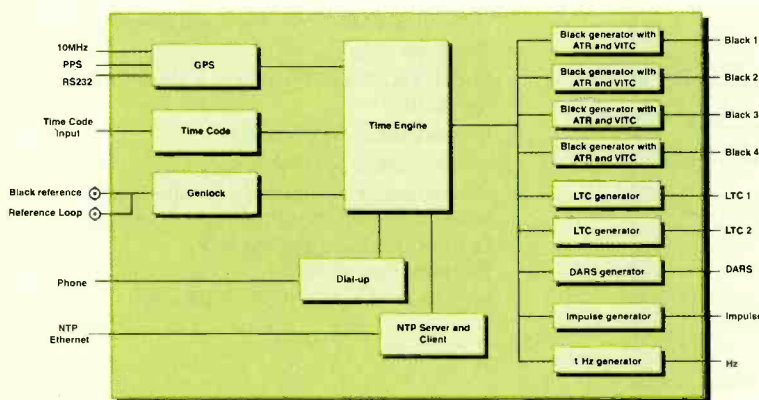 10MHz
PPS
RS232
GPS
Time Code
Input
Time Code
Black reference
Reference Loop
Genlock
Phone
Dial-up
NTP
Ethernet
NTP Server and
Client
Time Engine
Black generator with
ATR and VITC
Black 1
Black generator with
ATR and VITC
Black 2
Black generator with
ATR and VITC
Black 3
Black generator with
ATR and VITC
Black 4
LTC generator
LTC 1
LTC generator
LTC 2
DARS generator
DARS
Impulse generator
Impulse
1 Hz generator
Hz